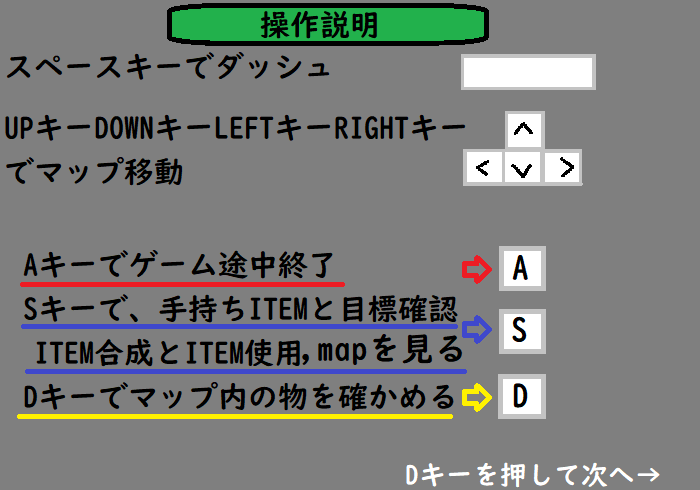 操作説明
スペースキーでダッシュ
UPキーDOWNキーLEFTキーRIGHTキー
でマップ移動
Aキーでゲーム途中終了
A
Sキーで、手持ちITEMと目標確認
S
ITEM合成とITEM使用,mapを見る
Dキーでマップ内の物を確かめる
D
Dキーを押して次へ→